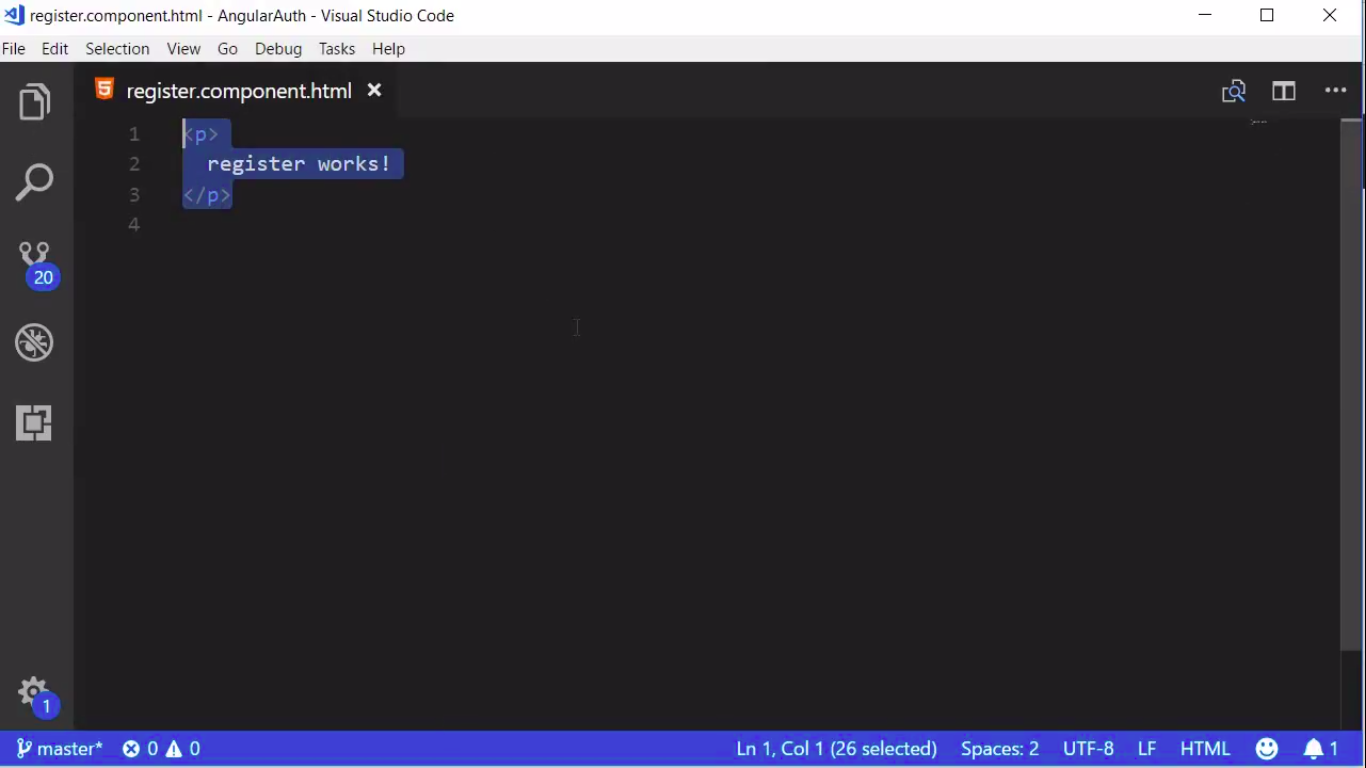 register.component.html - AngularAuth - Visual Studio Code
File Edit Selection View Go Debug Tasks Help
register.component.html
1 <p>
2 register works!
3 </p>
4
20
1
master* 0 0 Ln 1, Col 1 (26 selected) Spaces: 2 UTF-8 LF HTML 1